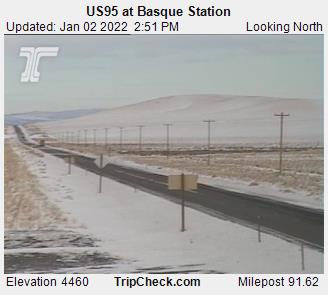 US95 at Basque Station
Updated: Jan 02 2022 2:51 PM Looking North
Elevation 4460 TripCheck.com Milepost 91.62